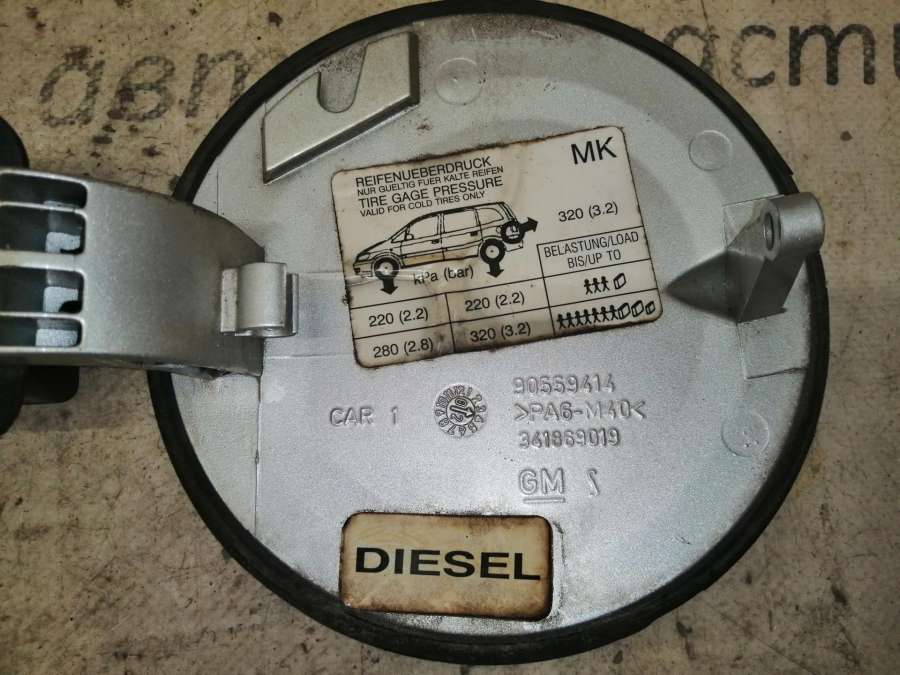 REIFENUEBERDRUCK
NUR GUELTIG FUER KALTE REIFEN
TIRE GAGE PRESSURE
VALID FOR COLD TIRES ONLY
MK
320 (3.2)
kPa (bar)
BELASTUNG/LOAD
BIS/UP TO
220 (2.2) 220 (2.2)
280 (2.8) 320 (3.2)
CAR 1
90559414
>PA6-M40<
341869019
GM
DIESEL